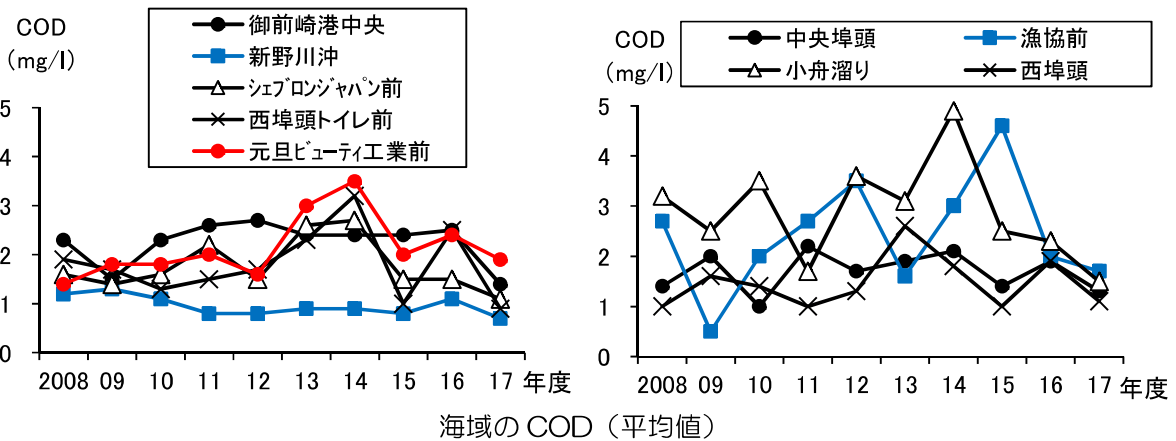 COD
(mg/l)
御前崎港中央
新野川沖
シェブロンジャパン前
西埠頭トイレ前
元旦ビューティ工業前
5
4
3
2
1
0
2008 09 10 11 12 13 14 15 16 17 年度
COD
(mg/l)
中央埠頭 漁協前
小舟溜り 西埠頭
5
4
3
2
1
0
2008 09 10 11 12 13 14 15 16 17 年度
海域の COD（平均値）